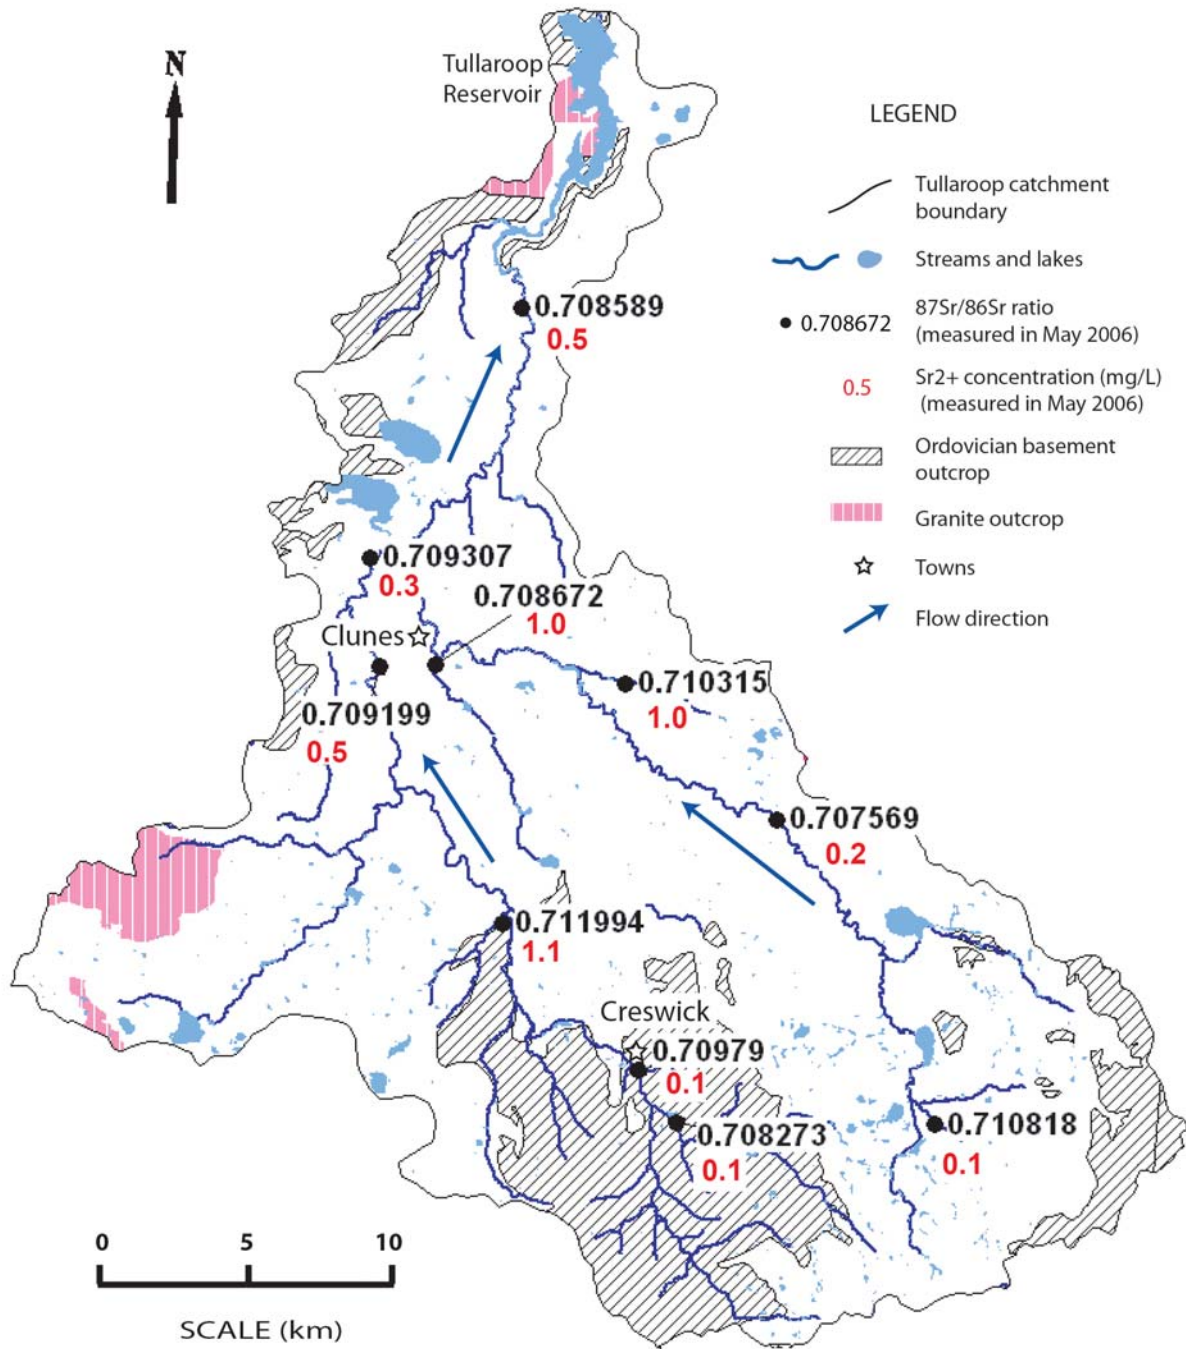 N
Tullaroop
Reservoir
LEGEND
Tullaroop catchment
boundary
Streams and lakes
0.708672
87Sr/86Sr ratio
(measured in May 2006)
0.5
Sr2+ concentration (mg/L)
(measured in May 2006)
Ordovician basement
outcrop
Granite outcrop
Towns
Flow direction
0.708589
0.5
0.709307
0.3
0.708672
1.0
Clunes
0.710315
1.0
0.709199
0.5
0.707569
0.2
0.711994
1.1
Creswick
0.70979
0.1
0.708273
0.1
0.710818
0.1
0 5 10
SCALE (km)